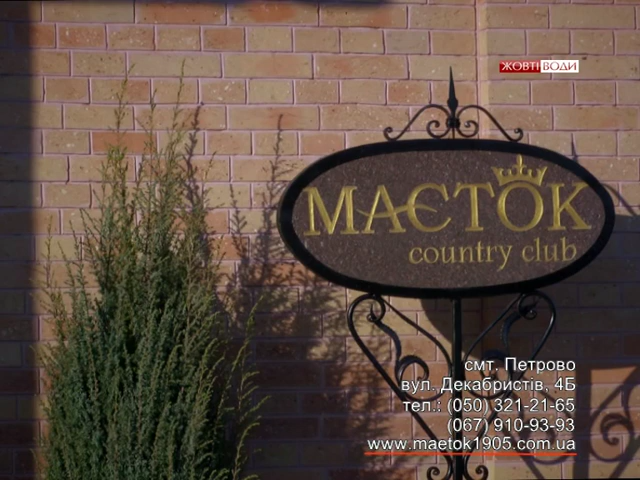 ЖОВТІ ВОДИ
МАЄТОК
country club
смт. Петрово
вул. Декабристів, 4Б
тел.: (050) 321-21-65
(067) 910-93-93
www.maetok1905.com.ua